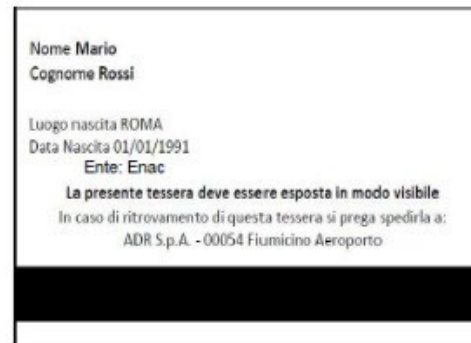 Nome Mario
Cognome Rossi
Luogo nascita ROMA
Data Nascita 01/01/1991
Ente: Enac
La presente tessera deve essere esposta in modo visibile
In caso di ritrovamento di questa tessera si prega spedirla a:
ADR S.p.A. - 00054 Fiumicino Aeroporto